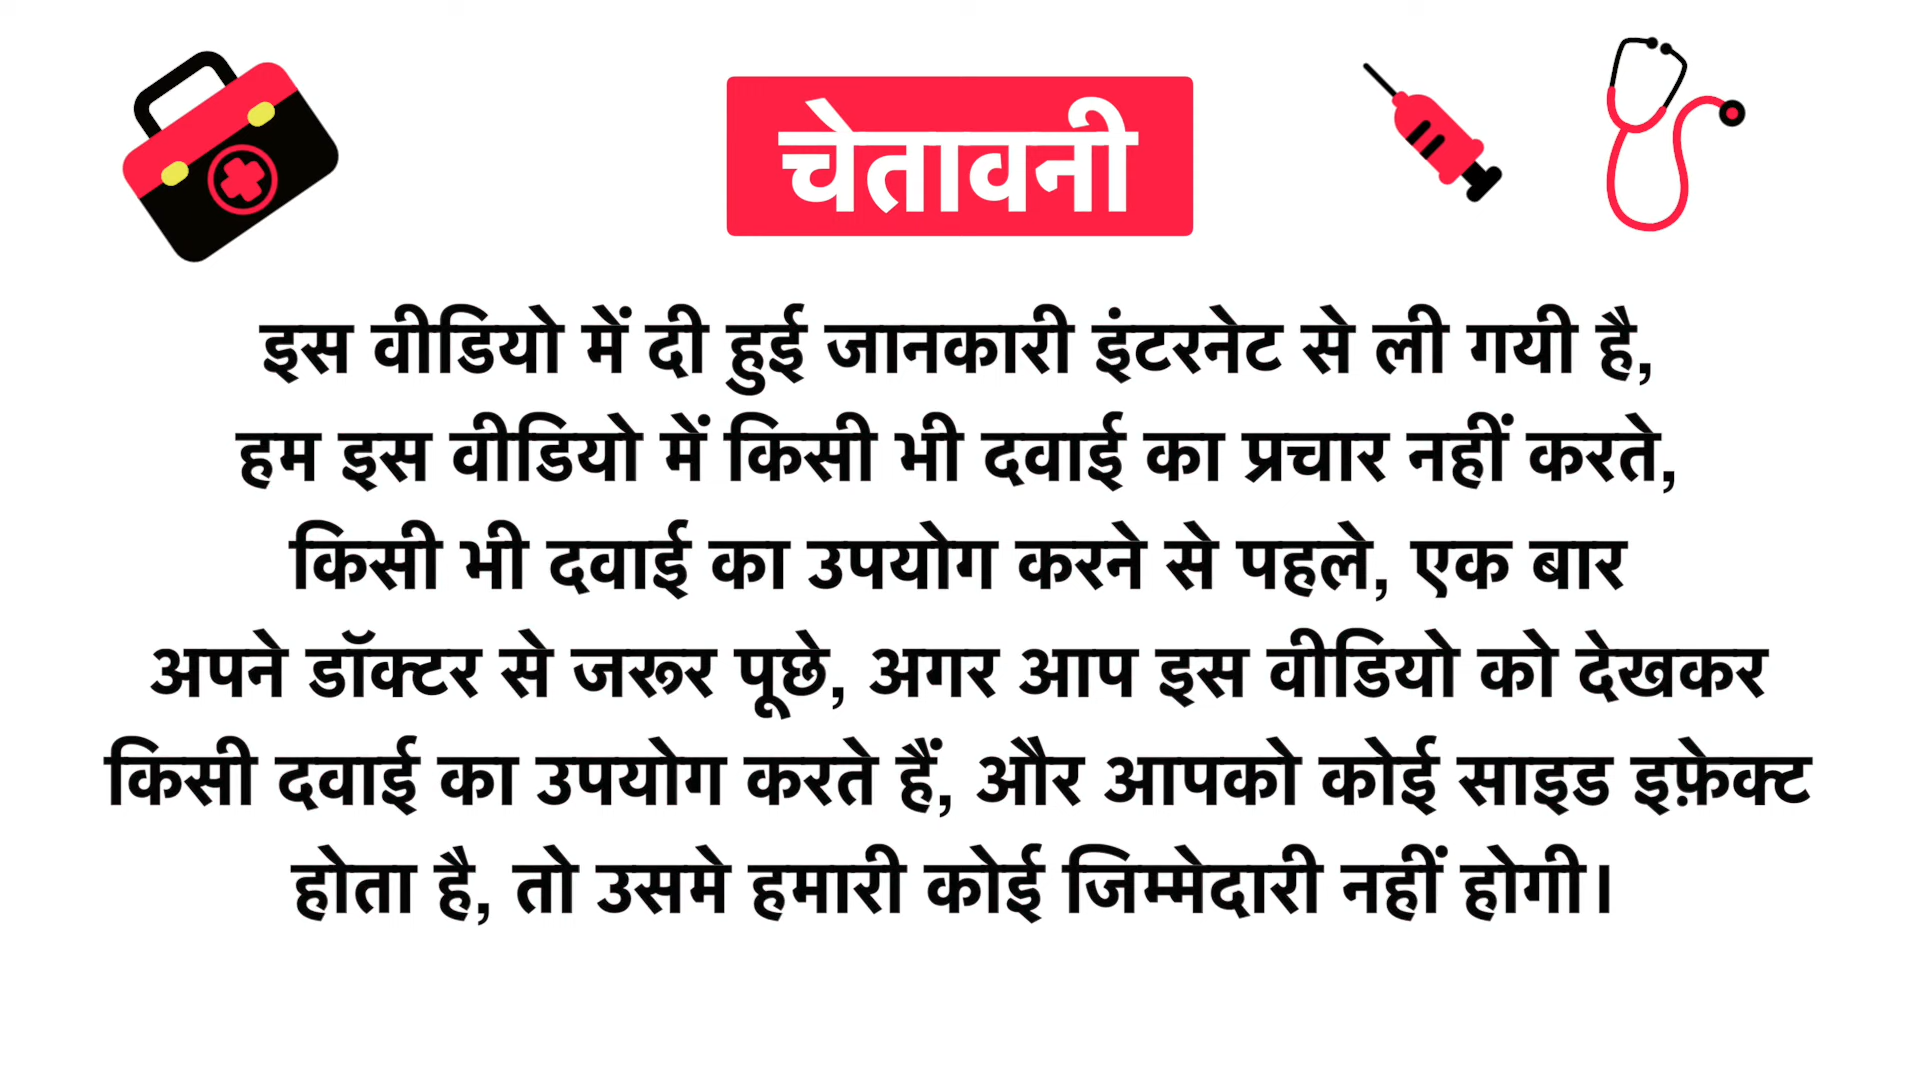 चेतावनी
इस वीडियो में दी हुई जानकारी इंटरनेट से ली गयी है,
हम इस वीडियो में किसी भी दवाई का प्रचार नहीं करते,
किसी भी दवाई का उपयोग करने से पहले, एक बार
अपने डॉक्टर से जरूर पूछे, अगर आप इस वीडियो को देखकर
किसी दवाई का उपयोग करते हैं, और आपको कोई साइड इफ़ेक्ट
होता है, तो उसमे हमारी कोई जिम्मेदारी नहीं होगी।